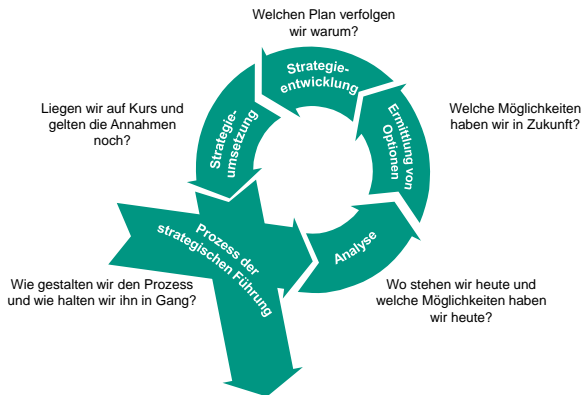 Welchen Plan verfolgen
wir warum?
Strategie-
entwicklung
Liegen wir auf Kurs und
gelten die Annahmen
noch?
Strategie-
umsetzung
Ermittlung von
Optionen
Welche Möglichkeiten
haben wir in Zukunft?
Prozess der
strategischen Führung
Analyse
Wie gestalten wir den Prozess
und wie halten wir ihn in Gang?
Wo stehen wir heute und
welche Möglichkeiten haben
wir heute?